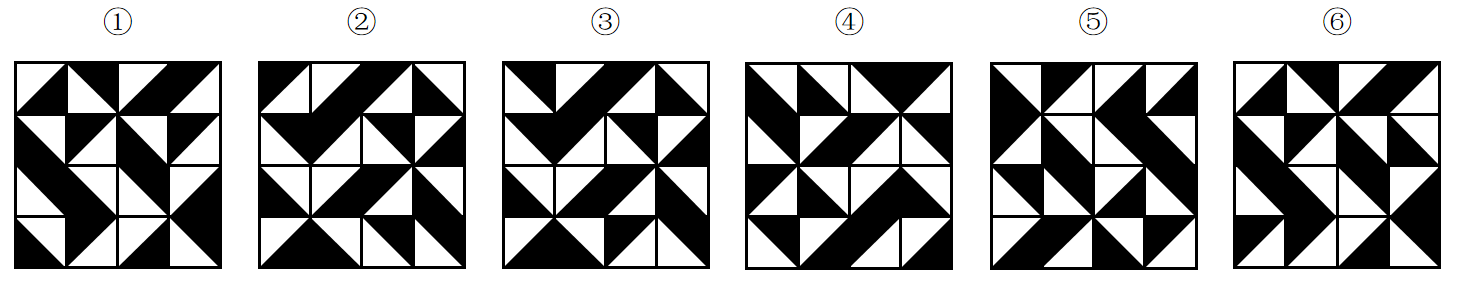 ① ② ③ ④ ⑤ ⑥